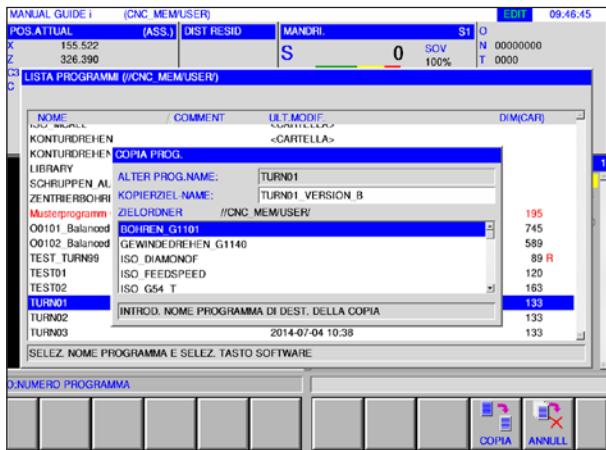 MANUAL GUIDE i (CNC_MEM/USER) EDIT 09:46:45
POS.ATTUAL (ASS.) DIST RESID MANDRI. S1 O
X 155.522 S 0 SOV N 00000000
Z 326.390 100% T 0000
C3 LISTA PROGRAMMI (//CNC_MEM/USER/)
C
NOME / COMMENT ULT.MODIF. DIM(CAR)
<CARTELLA>
KONTURDREHEN <CARTELLA>
KONTURDREHEN COPIA PROG.
LIBRARY ALTER PROG.NAME: TURN01
SCHRUPPEN_AU
ZENTRIERBOHRE KOPIERZIEL-NAME: TURN01_VERSION_B
Musterprogramm ZIELORDNER //CNC_MEM/USER/ 195
O0101_Balanced BOHREN_G1101 745
O0102_Balanced GEWINDEDREHEN_G1140 589
TEST_TURN99 ISO_DIAMONOF 89 R
TEST01 ISO_FEEDSPEED 120
TEST02 ISO_G54_T 163
TURN01 133
TURN02 INTROD. NOME PROGRAMMA DI DEST. DELLA COPIA 133
TURN03 2014-07-04 10:38 133
SELEZ. NOME PROGRAMMA E SELEZ. TASTO SOFTWARE
O:NUMERO PROGRAMMA
COPIA ANNULL